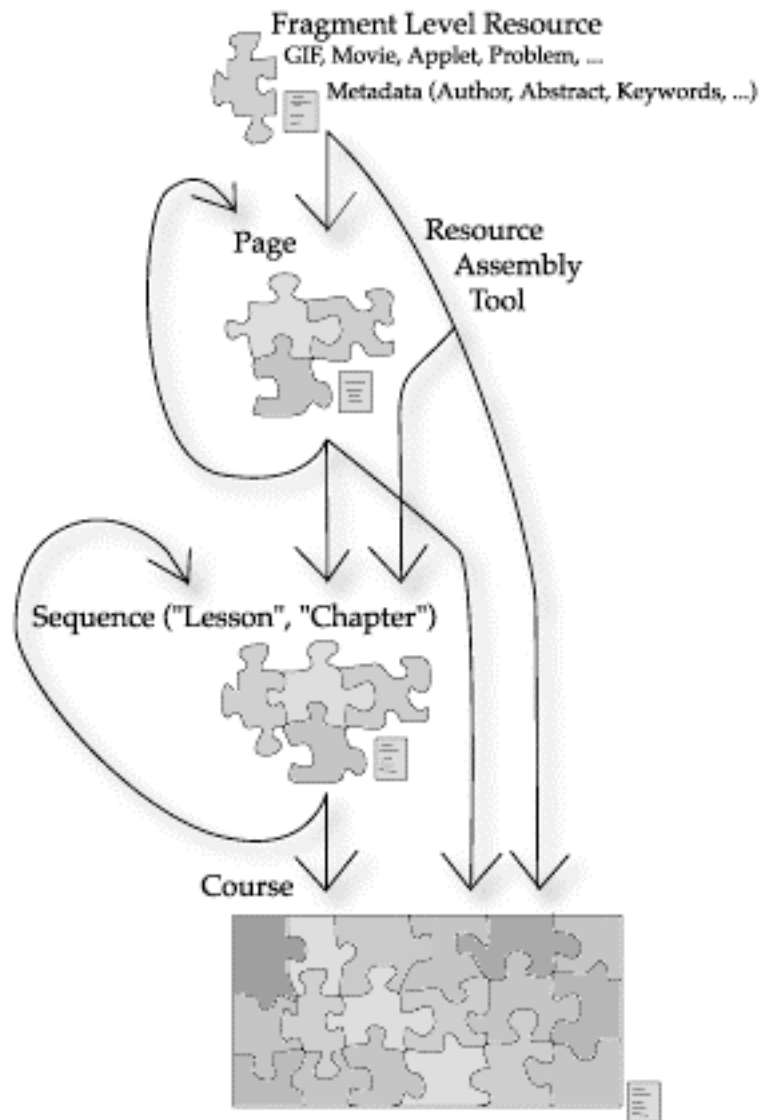 Fragment Level Resource
GIF, Movie, Applet, Problem, ...
Metadata (Author, Abstract, Keywords, ...)
Page
Resource
Assembly
Tool
Sequence ("Lesson", "Chapter")
Course